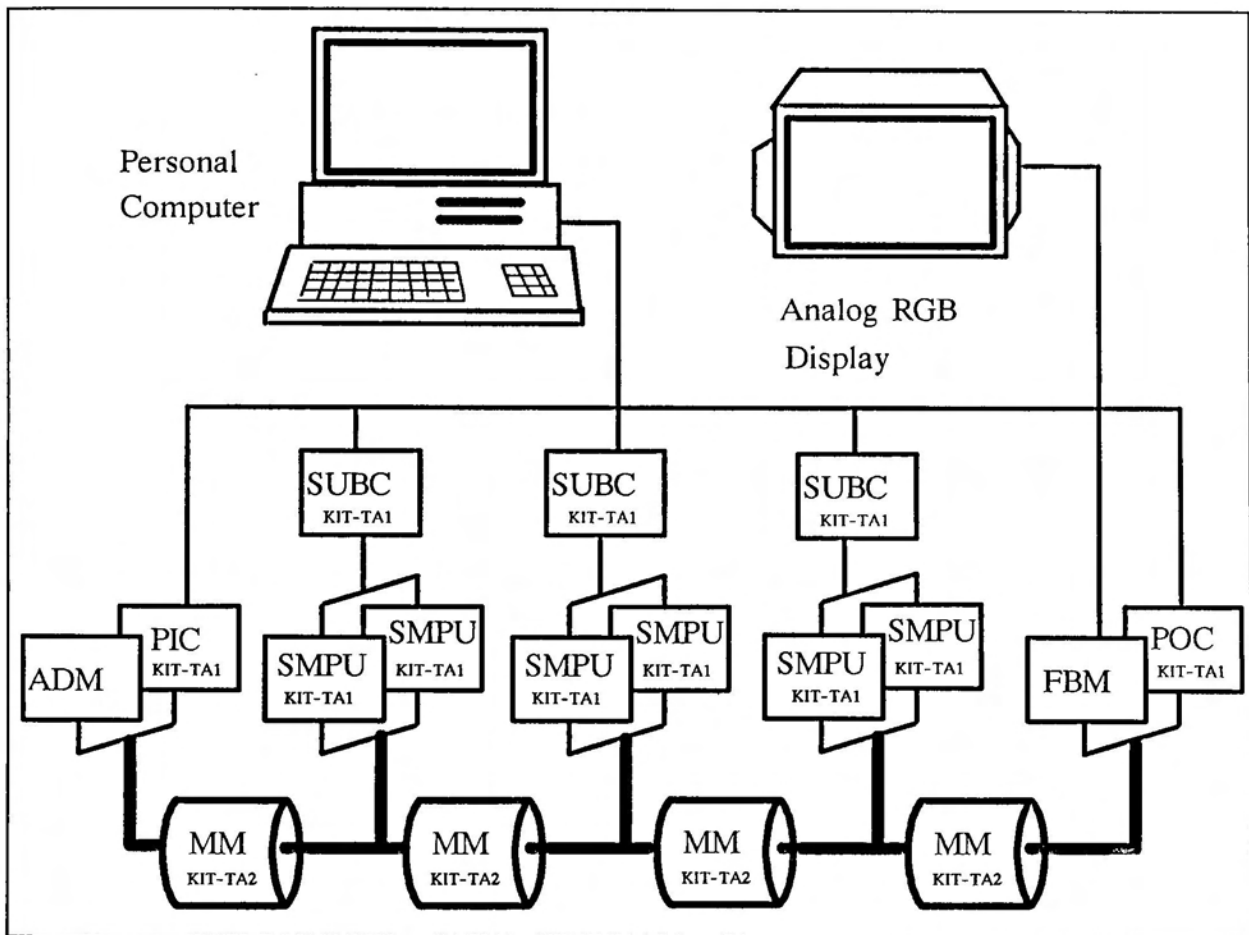 Personal
Computer
Analog RGB
Display
SUBC
KIT-TA1
SUBC
KIT-TA1
SUBC
KIT-TA1
ADM
PIC
KIT-TA1
SMPU
KIT-TA1
SMPU
KIT-TA1
SMPU
KIT-TA1
SMPU
KIT-TA1
SMPU
KIT-TA1
SMPU
KIT-TA1
FBM
POC
KIT-TA1
MM
KIT-TA2
MM
KIT-TA2
MM
KIT-TA2
MM
KIT-TA2